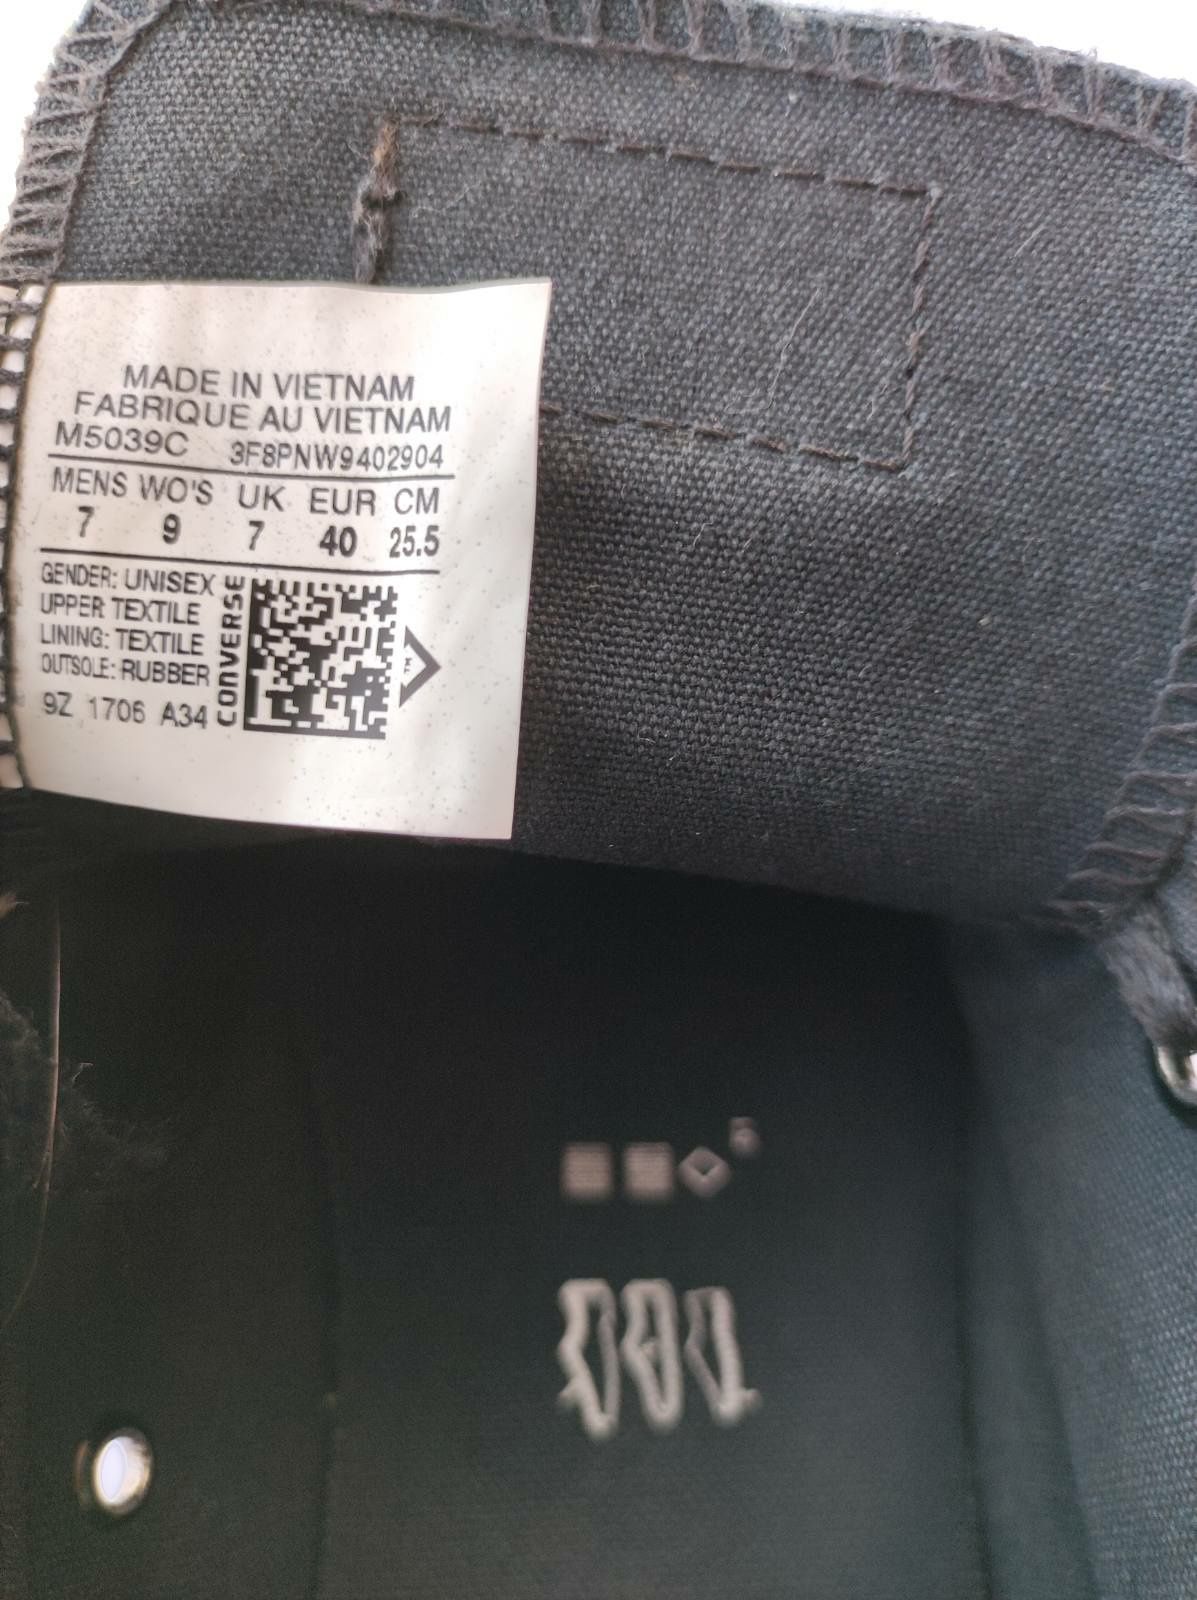 MADE IN VIETNAM
FABRIQUE AU VIETNAM
M5039C 3F8PNW9402904
MENS WO'S UK EUR CM
7 9 7 40 25.5
GENDER: UNISEX
UPPER: TEXTILE
LINING: TEXTILE
OUTSOLE: RUBBER
9Z 1706 A34
CONVERSE